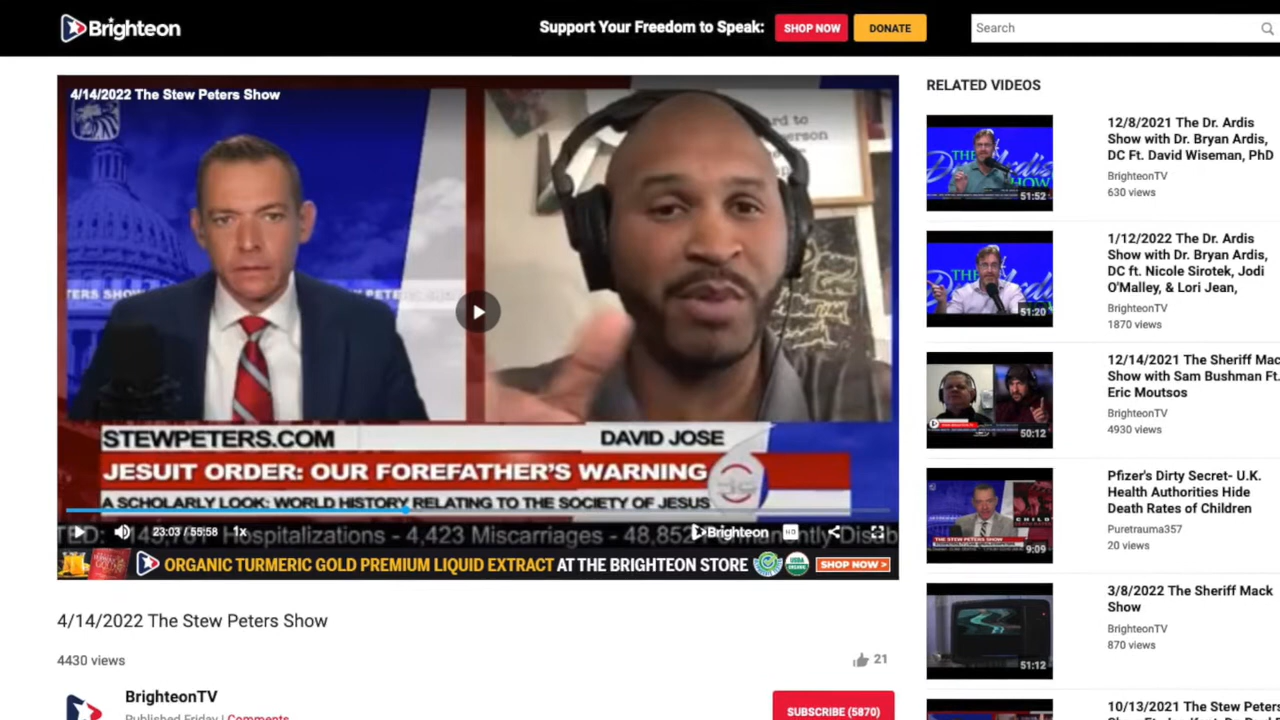 Brighteon
Support Your Freedom to Speak:
SHOP NOW
DONATE
Search
4/14/2022 The Stew Peters Show
STEWPETERS.COM
DAVID JOSE
JESUIT ORDER: OUR FOREFATHER'S WARNING
A SCHOLARLY LOOK: WORLD HISTORY RELATING TO THE SOCIETY OF JESUS
23:03 / 55:58
1x
Brighteon
HD
4,123 Miscarriages - 48,852
ORGANIC TURMERIC GOLD PREMIUM LIQUID EXTRACT AT THE BRIGHTEON STORE
USDA
ORGANIC
SHOP NOW >
4/14/2022 The Stew Peters Show
4430 views
21
BrighteonTV
Published Friday | Comments
SUBSCRIBE (5870)
RELATED VIDEOS
51:52
12/8/2021 The Dr. Ardis
Show with Dr. Bryan Ardis,
DC Ft. David Wiseman, PhD
BrighteonTV
630 views
51:20
1/12/2022 The Dr. Ardis
Show with Dr. Bryan Ardis,
DC ft. Nicole Sirotek, Jodi
O'Malley, & Lori Jean,
BrighteonTV
1870 views
50:12
12/14/2021 The Sheriff Mac
Show with Sam Bushman Ft.
Eric Moutsos
BrighteonTV
4930 views
9:09
Pfizer's Dirty Secret- U.K.
Health Authorities Hide
Death Rates of Children
Puretrauma357
20 views
51:12
3/8/2022 The Sheriff Mack
Show
BrighteonTV
870 views
10/13/2021 The Stew Peters